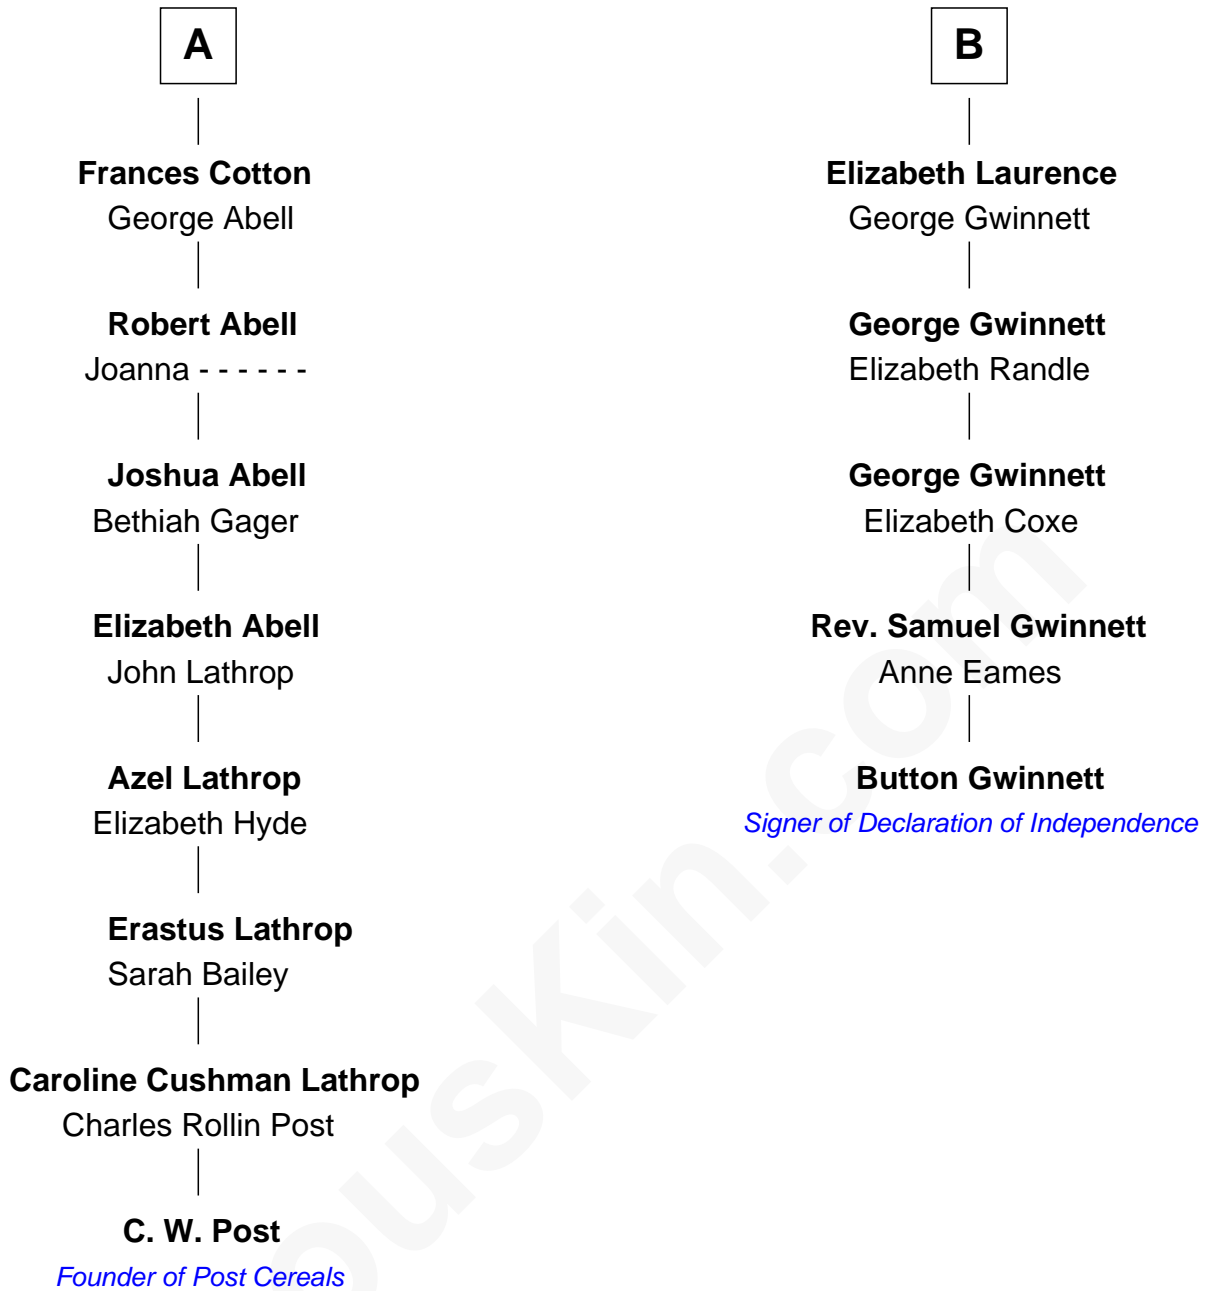 A
Frances Cotton
George Abell
Robert Abell
Joanna - - - - - -
Joshua Abell
Bethiah Gager
Elizabeth Abell
John Lathrop
Azel Lathrop
Elizabeth Hyde
Erastus Lathrop
Sarah Bailey
Caroline Cushman Lathrop
Charles Rollin Post
C. W. Post
Founder of Post Cereals
B
Elizabeth Laurence
George Gwinnett
George Gwinnett
Elizabeth Randle
George Gwinnett
Elizabeth Coxe
Rev. Samuel Gwinnett
Anne Eames
Button Gwinnett
Signer of Declaration of Independence
ousKin.com